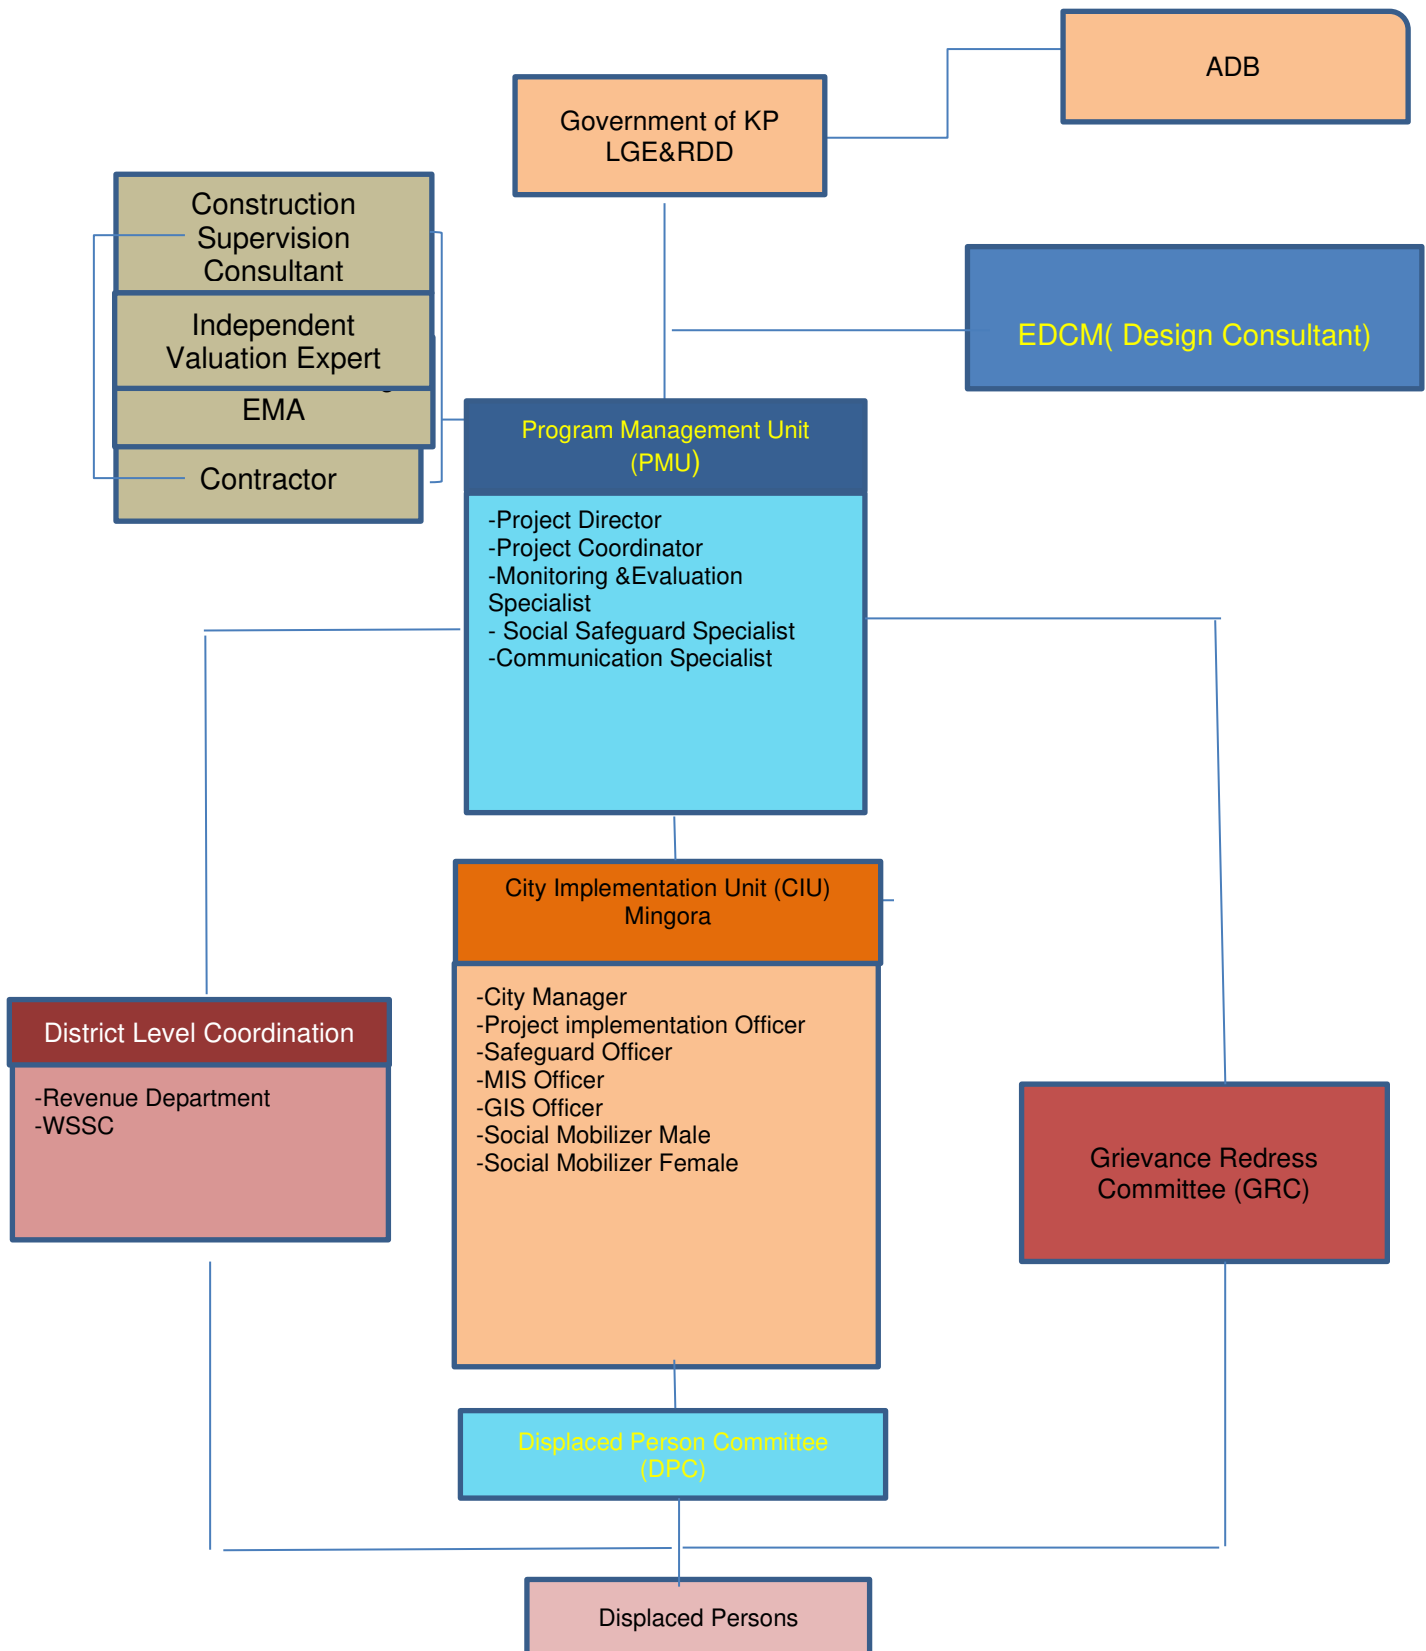 ADB
Government of KP
LGE&RDD
Construction
Supervision
Consultant
Independent
Valuation Expert
EMA
Contractor
EDCM( Design Consultant)
Program Management Unit
(PMU)
-Project Director
-Project Coordinator
-Monitoring &Evaluation
Specialist
- Social Safeguard Specialist
-Communication Specialist
City Implementation Unit (CIU)
Mingora
-City Manager
-Project implementation Officer
-Safeguard Officer
-MIS Officer
-GIS Officer
-Social Mobilizer Male
-Social Mobilizer Female
District Level Coordination
-Revenue Department
-WSSC
Grievance Redress
Committee (GRC)
Displaced Person Committee
(DPC)
Displaced Persons